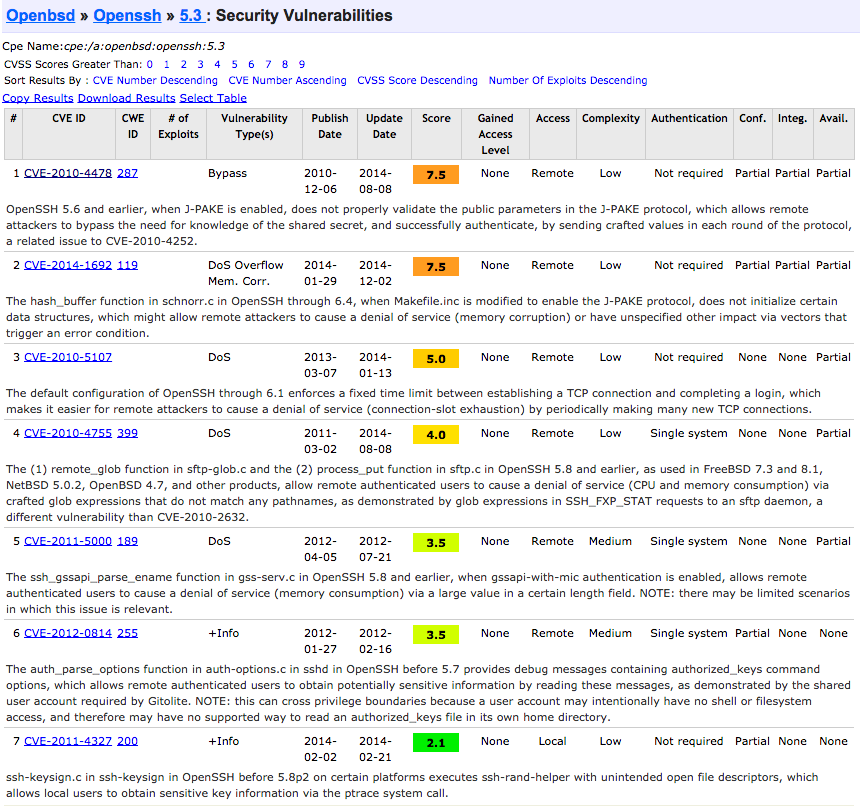 Openbsd » Openssh » 5.3 : Security Vulnerabilities
Cpe Name:cpe:/a:openbsd:openssh:5.3
CVSS Scores Greater Than: 0 1 2 3 4 5 6 7 8 9
Sort Results By : CVE Number Descending CVE Number Ascending CVSS Score Descending Number Of Exploits Descending
Copy Results Download Results Select Table
# CVE ID CWE ID # of Exploits Vulnerability Type(s) Publish Date Update Date Score Gained Access Level Access Complexity Authentication Conf. Integ. Avail.
1 CVE-2010-4478 287 Bypass 2010-12-06 2014-08-08 7.5 None Remote Low Not required Partial Partial Partial
OpenSSH 5.6 and earlier, when J-PAKE is enabled, does not properly validate the public parameters in the J-PAKE protocol, which allows remote
attackers to bypass the need for knowledge of the shared secret, and successfully authenticate, by sending crafted values in each round of the protocol,
a related issue to CVE-2010-4252.
2 CVE-2014-1692 119 DoS Overflow Mem. Corr. 2014-01-29 2014-12-02 7.5 None Remote Low Not required Partial Partial Partial
The hash_buffer function in schnorr.c in OpenSSH through 6.4, when Makefile.inc is modified to enable the J-PAKE protocol, does not initialize certain
data structures, which might allow remote attackers to cause a denial of service (memory corruption) or have unspecified other impact via vectors that
trigger an error condition.
3 CVE-2010-5107 DoS 2013-03-07 2014-01-13 5.0 None Remote Low Not required None None Partial
The default configuration of OpenSSH through 6.1 enforces a fixed time limit between establishing a TCP connection and completing a login, which
makes it easier for remote attackers to cause a denial of service (connection-slot exhaustion) by periodically making many new TCP connections.
4 CVE-2010-4755 399 DoS 2011-03-02 2014-08-08 4.0 None Remote Low Single system None None Partial
The (1) remote_glob function in sftp-glob.c and the (2) process_put function in sftp.c in OpenSSH 5.8 and earlier, as used in FreeBSD 7.3 and 8.1,
NetBSD 5.0.2, OpenBSD 4.7, and other products, allow remote authenticated users to cause a denial of service (CPU and memory consumption) via
crafted glob expressions that do not match any pathnames, as demonstrated by glob expressions in SSH_FXP_STAT requests to an sftp daemon, a
different vulnerability than CVE-2010-2632.
5 CVE-2011-5000 189 DoS 2012-04-05 2012-07-21 3.5 None Remote Medium Single system None None Partial
The ssh_gssapi_parse_ename function in gss-serv.c in OpenSSH 5.8 and earlier, when gssapi-with-mic authentication is enabled, allows remote
authenticated users to cause a denial of service (memory consumption) via a large value in a certain length field. NOTE: there may be limited scenarios
in which this issue is relevant.
6 CVE-2012-0814 255 +Info 2012-01-27 2012-02-16 3.5 None Remote Medium Single system Partial None None
The auth_parse_options function in auth-options.c in sshd in OpenSSH before 5.7 provides debug messages containing authorized_keys command
options, which allows remote authenticated users to obtain potentially sensitive information by reading these messages, as demonstrated by the shared
user account required by Gitolite. NOTE: this can cross privilege boundaries because a user account may intentionally have no shell or filesystem
access, and therefore may have no supported way to read an authorized_keys file in its own home directory.
7 CVE-2011-4327 200 +Info 2014-02-02 2014-02-21 2.1 None Local Low Not required Partial None None
ssh-keysign.c in ssh-keysign in OpenSSH before 5.8p2 on certain platforms executes ssh-rand-helper with unintended open file descriptors, which
allows local users to obtain sensitive key information via the ptrace system call.